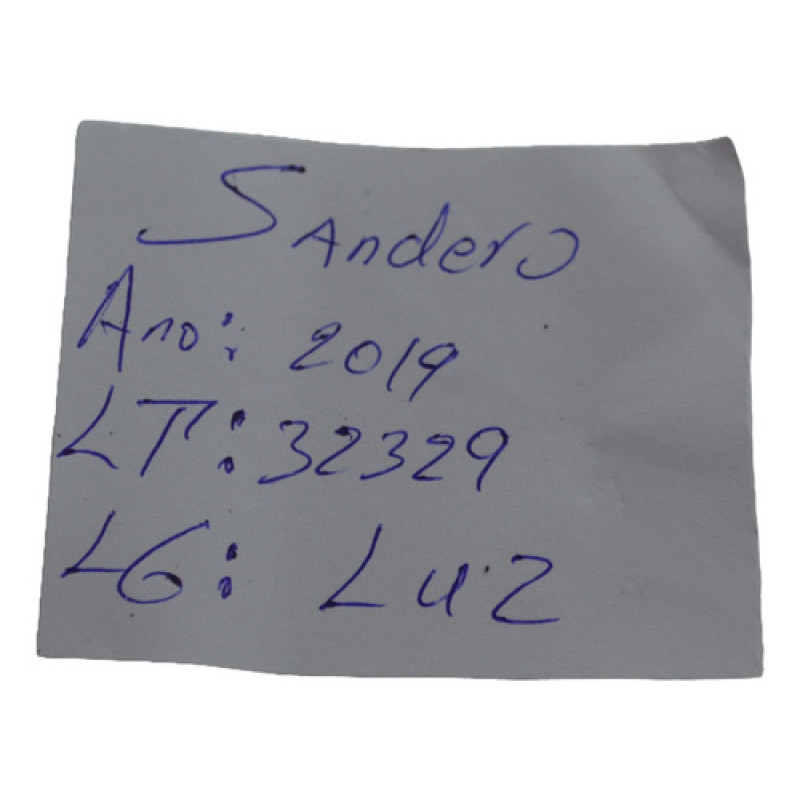 Sandero
Ano: 2019
LT: 32329
LG: Luz